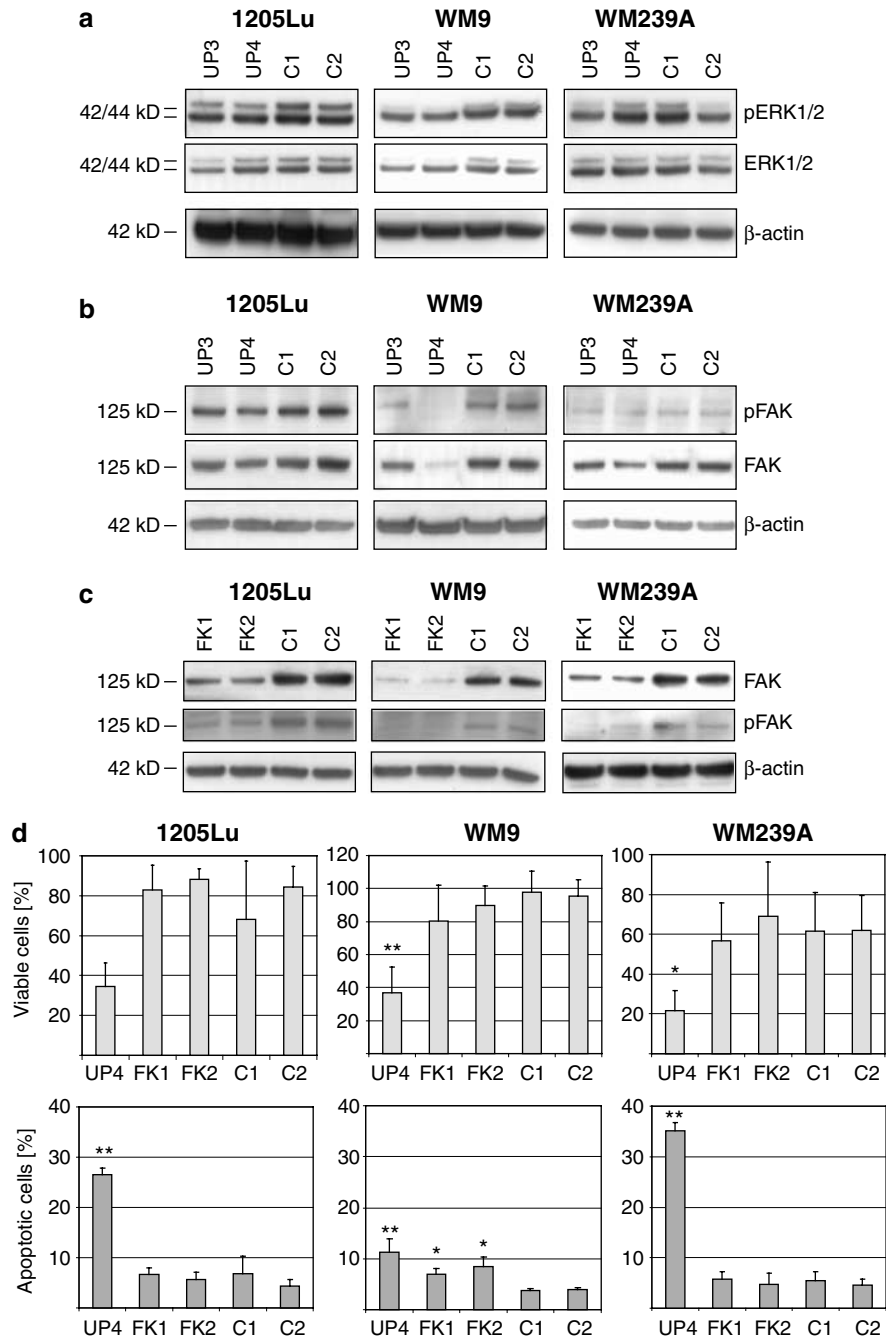 a
1205Lu WM9 WM239A
UP3 UP4 C1 C2 UP3 UP4 C1 C2 UP3 UP4 C1 C2
42/44 kD pERK1/2
42/44 kD ERK1/2
42 kD β-actin
b
1205Lu WM9 WM239A
UP3 UP4 C1 C2 UP3 UP4 C1 C2 UP3 UP4 C1 C2
125 kD pFAK
125 kD FAK
42 kD β-actin
c
1205Lu WM9 WM239A
FK1 FK2 C1 C2 FK1 FK2 C1 C2 FK1 FK2 C1 C2
125 kD FAK
125 kD pFAK
42 kD β-actin
d
1205Lu
Viable cells [%]
100
80
60
40
20
UP4 FK1 FK2 C1 C2
WM9
120
100
80
60
40
20
**
UP4 FK1 FK2 C1 C2
WM239A
100
80
60
40
20
*
UP4 FK1 FK2 C1 C2
Apoptotic cells [%]
40
30
20
10
**
UP4 FK1 FK2 C1 C2
40
30
20
10
** * *
UP4 FK1 FK2 C1 C2
40
30
20
10
**
UP4 FK1 FK2 C1 C2